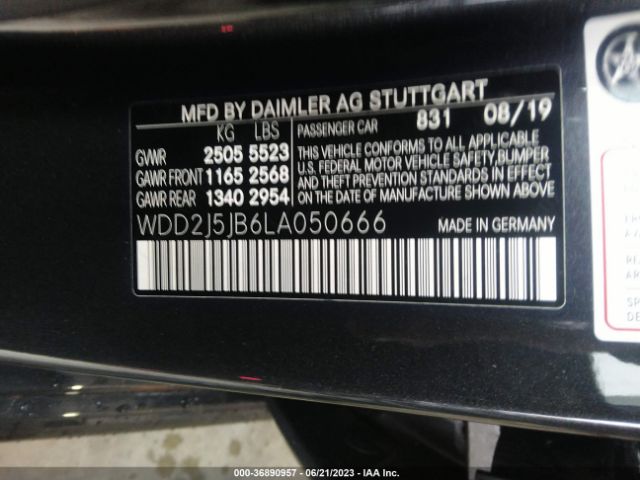 MFD BY DAIMLER AG STUTTGART
KG LBS
GVWR 2505 5523
GAWR FRONT 1165 2568
GAWR REAR 1340 2954
PASSENGER CAR 831 08/19
THIS VEHICLE CONFORMS TO ALL APPLICABLE
U.S. FEDERAL MOTOR VEHICLE SAFETY, BUMPER
AND THEFT PREVENTION STANDARDS IN EFFECT
ON THE DATE OF MANUFACTURE SHOWN ABOVE
WDD2J5JB6LA050666 MADE IN GERMANY
000-36890957 - 06/21/2023 - IAA Inc.